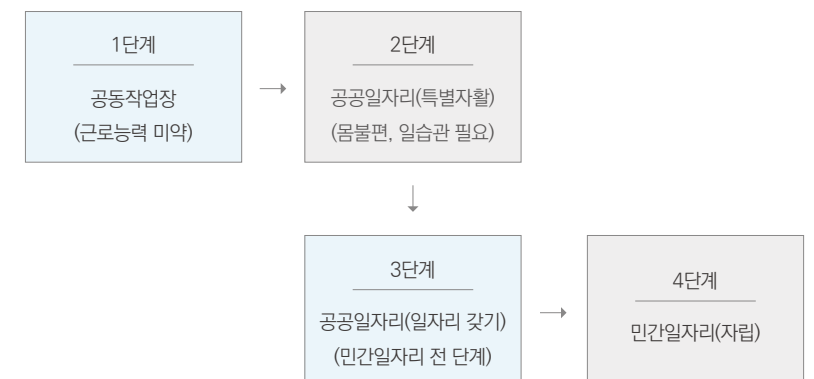 1단계
공동작업장
(근로능력 미약)
2단계
공공일자리(특별자활)
(몸불편, 일습관 필요)
3단계
공공일자리(일자리 갖기)
(민간일자리 전 단계)
4단계
민간일자리(자립)